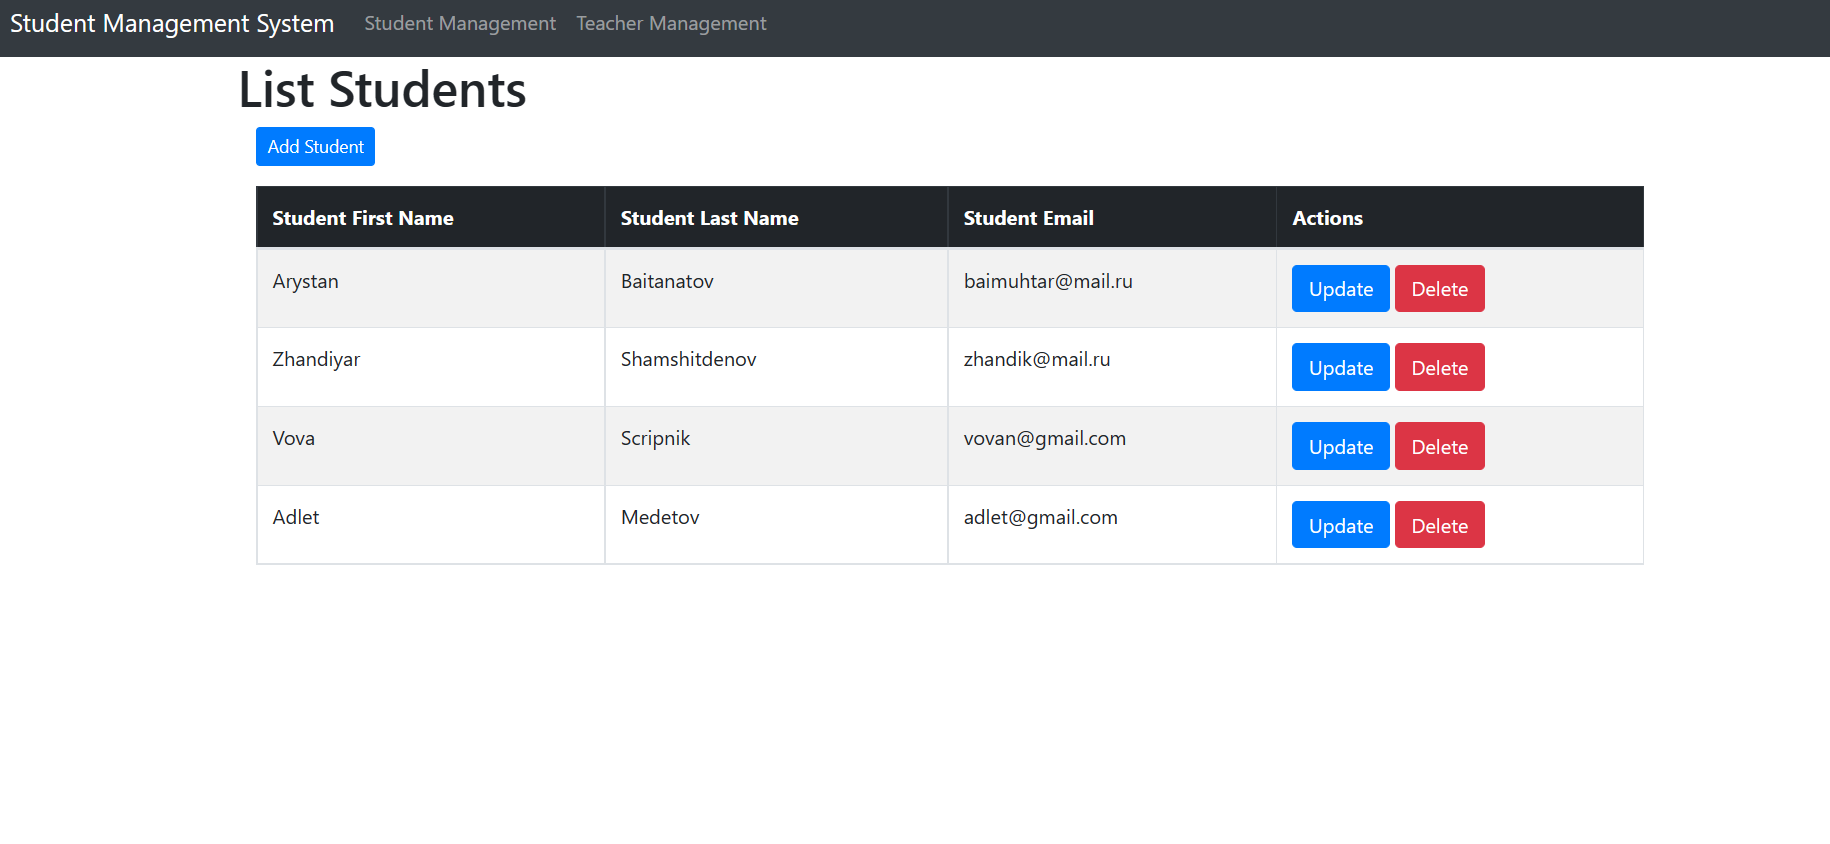 Student Management System Student Management Teacher Management
List Students
Add Student
Student First Name Student Last Name Student Email Actions
Arystan Baitanatov baimuhtar@mail.ru Update Delete
Zhandiyar Shamshitdenov zhandik@mail.ru Update Delete
Vova Scripnik vovan@gmail.com Update Delete
Adlet Medetov adlet@gmail.com Update Delete